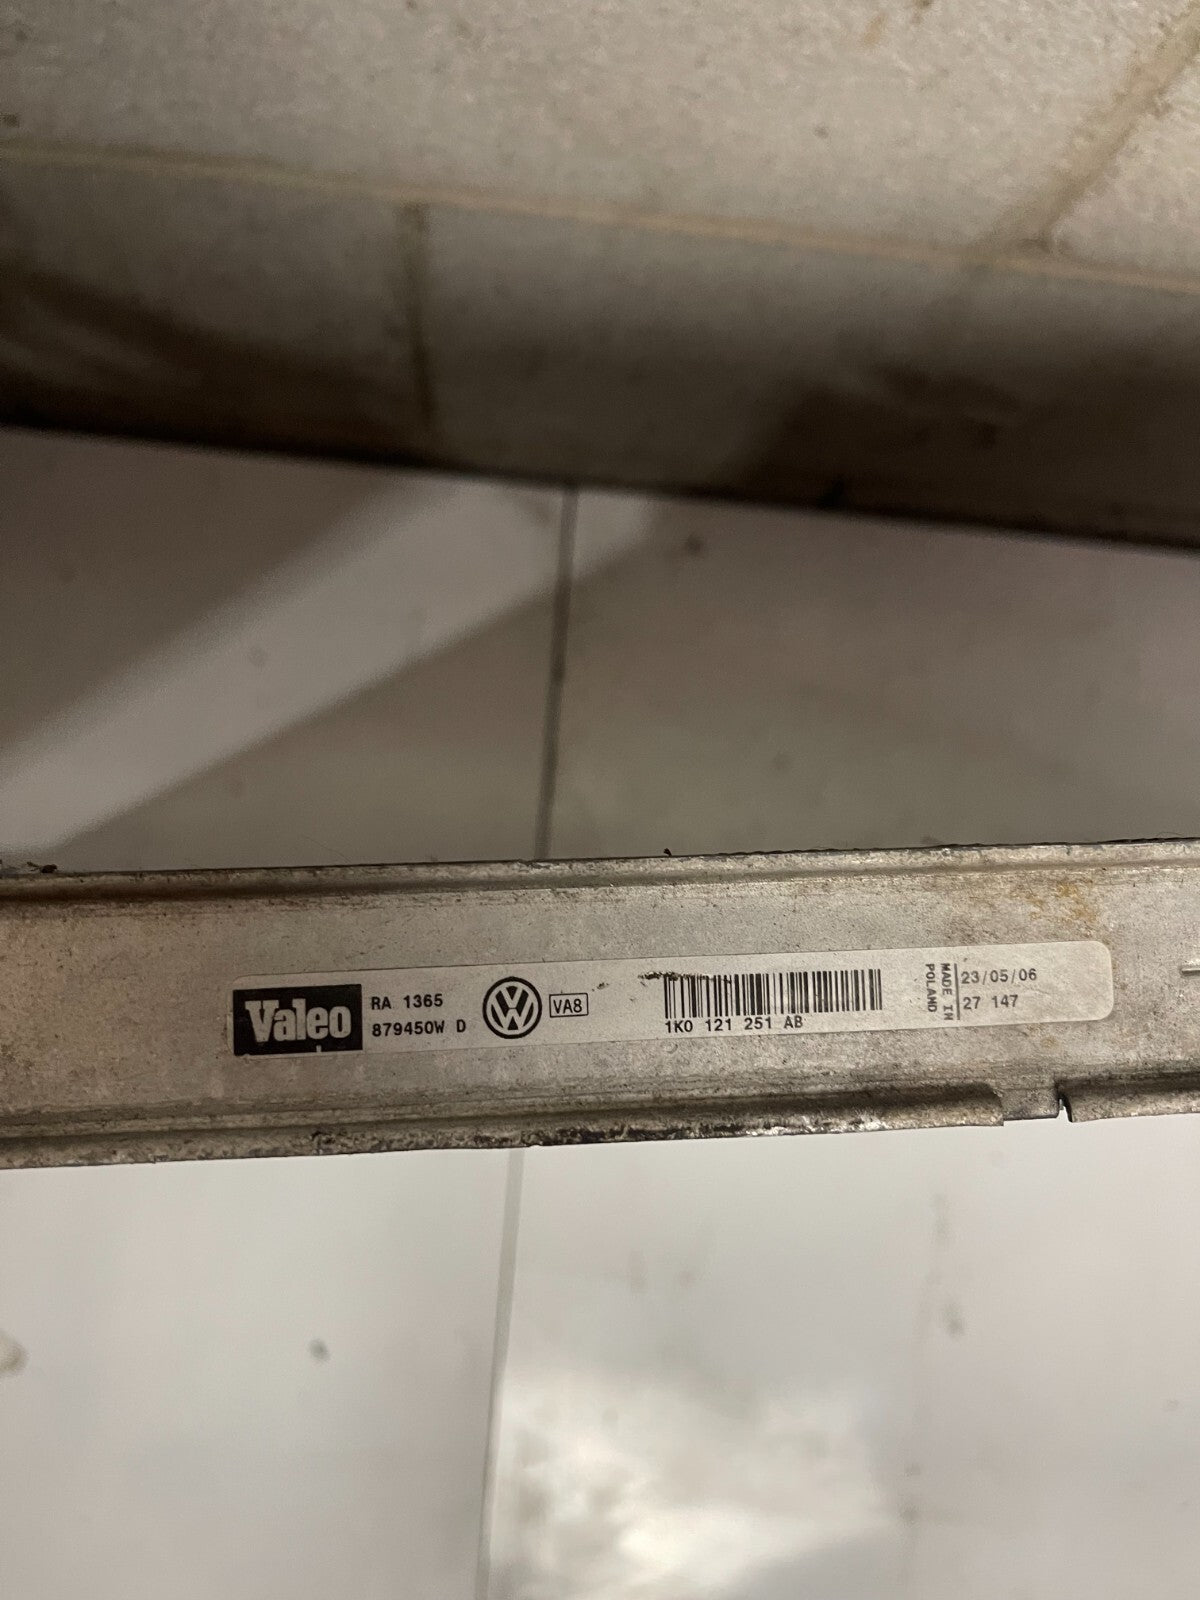 Valeo
RA 1365
879450W D
VA8
1K0 121 251 AB
MADE IN
POLAND
23/05/06
27 147